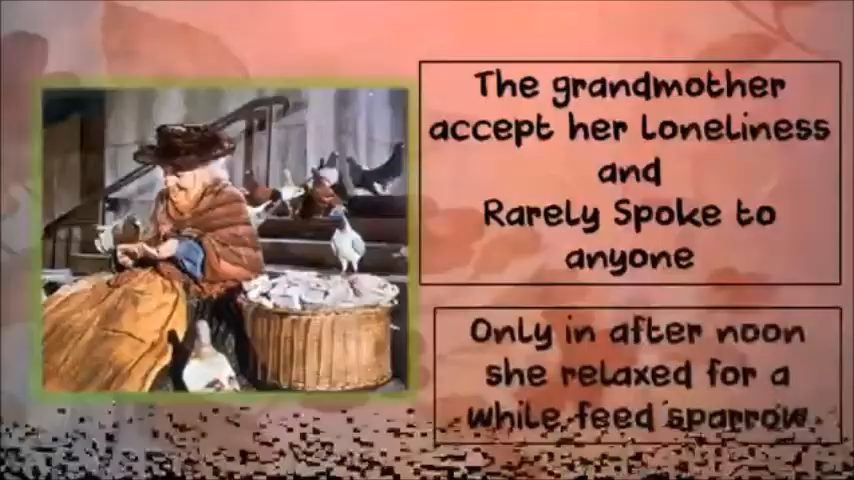 The grandmother
accept her Loneliness
and
Rarely Spoke to
anyone
Only in after noon
she relaxed for a
while feed sparrow